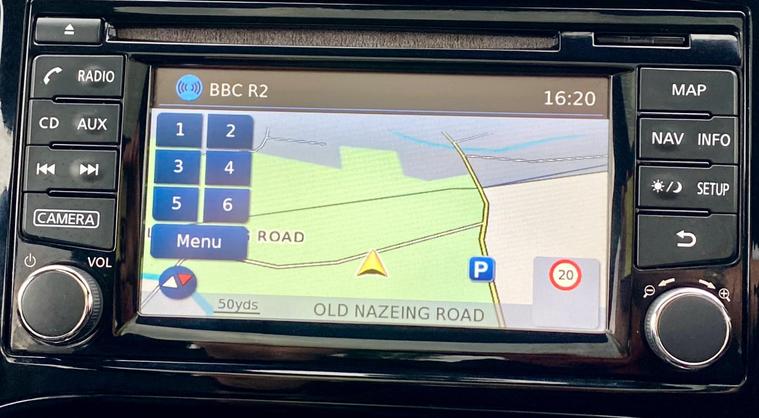 RADIO
CD AUX
CAMERA
VOL
BBC R2
16:20
1 2
3 4
5 6
Menu
ROAD
P
20
50yds
OLD NAZEING ROAD
MAP
NAV INFO
SETUP